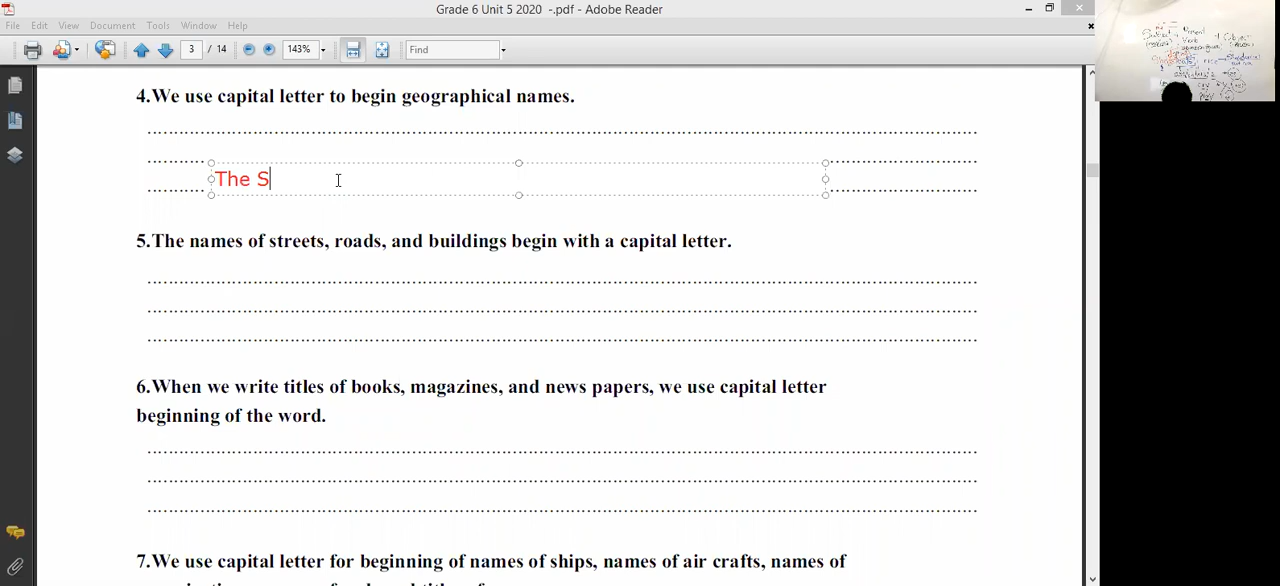 Grade 6 Unit 5 2020 -.pdf - Adobe Reader
File Edit View Document Tools Window Help
3 / 14 143% Find
4.We use capital letter to begin geographical names.
The S
5.The names of streets, roads, and buildings begin with a capital letter.
6.When we write titles of books, magazines, and news papers, we use capital letter
beginning of the word.
7.We use capital letter for beginning of names of ships, names of air crafts, names of